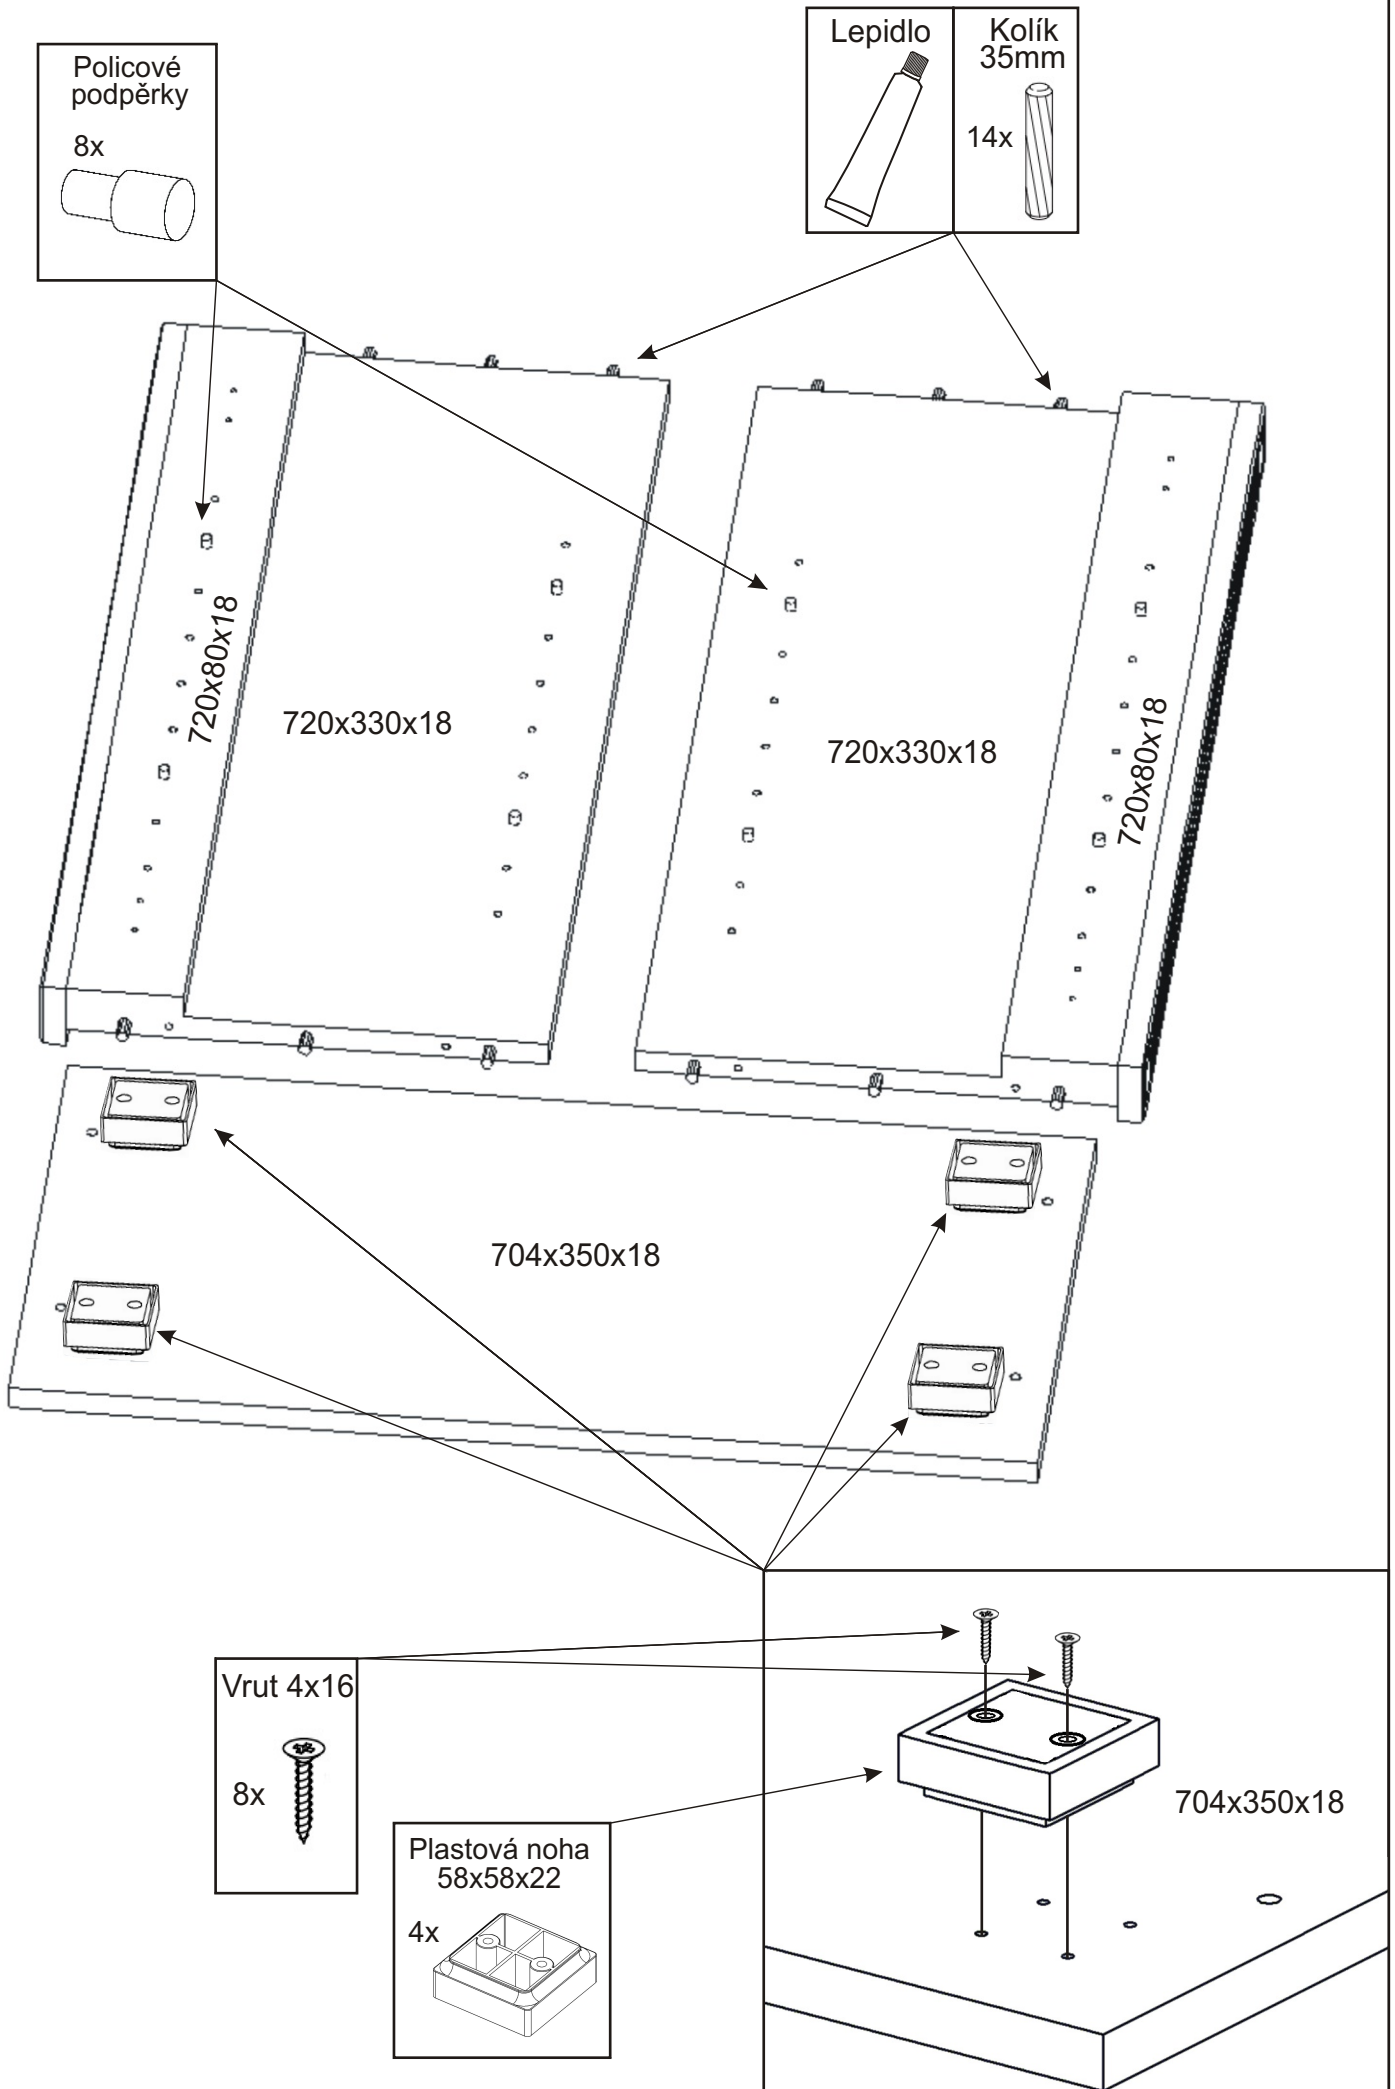 Policové
podpěrky
8x
Lepidlo
Kolík
35mm
14x
720x80x18
720x330x18
720x330x18
720x80x18
704x350x18
Vrut 4x16
8x
Plastová noha
58x58x22
4x
704x350x18